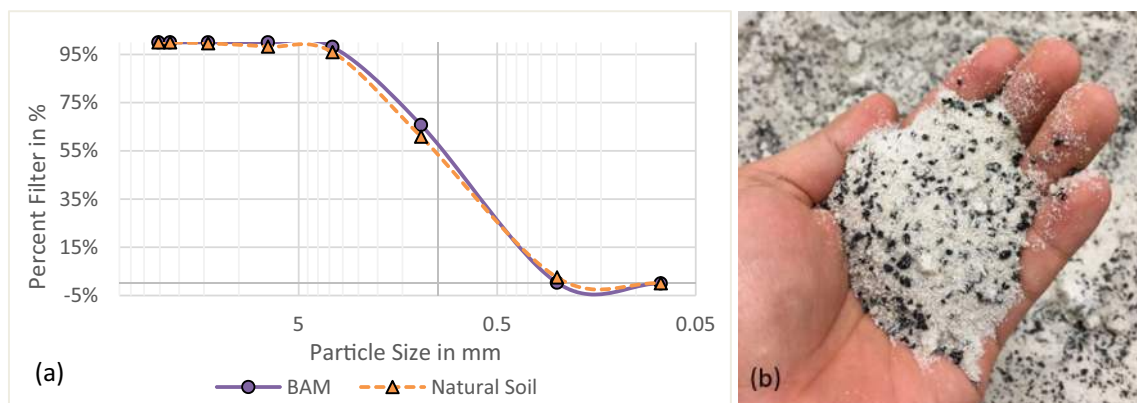 95%
75%
55%
35%
15%
-5%
Percent Filter in %
5 0.5 0.05
Particle Size in mm
(a)
BAM Natural Soil
(b)